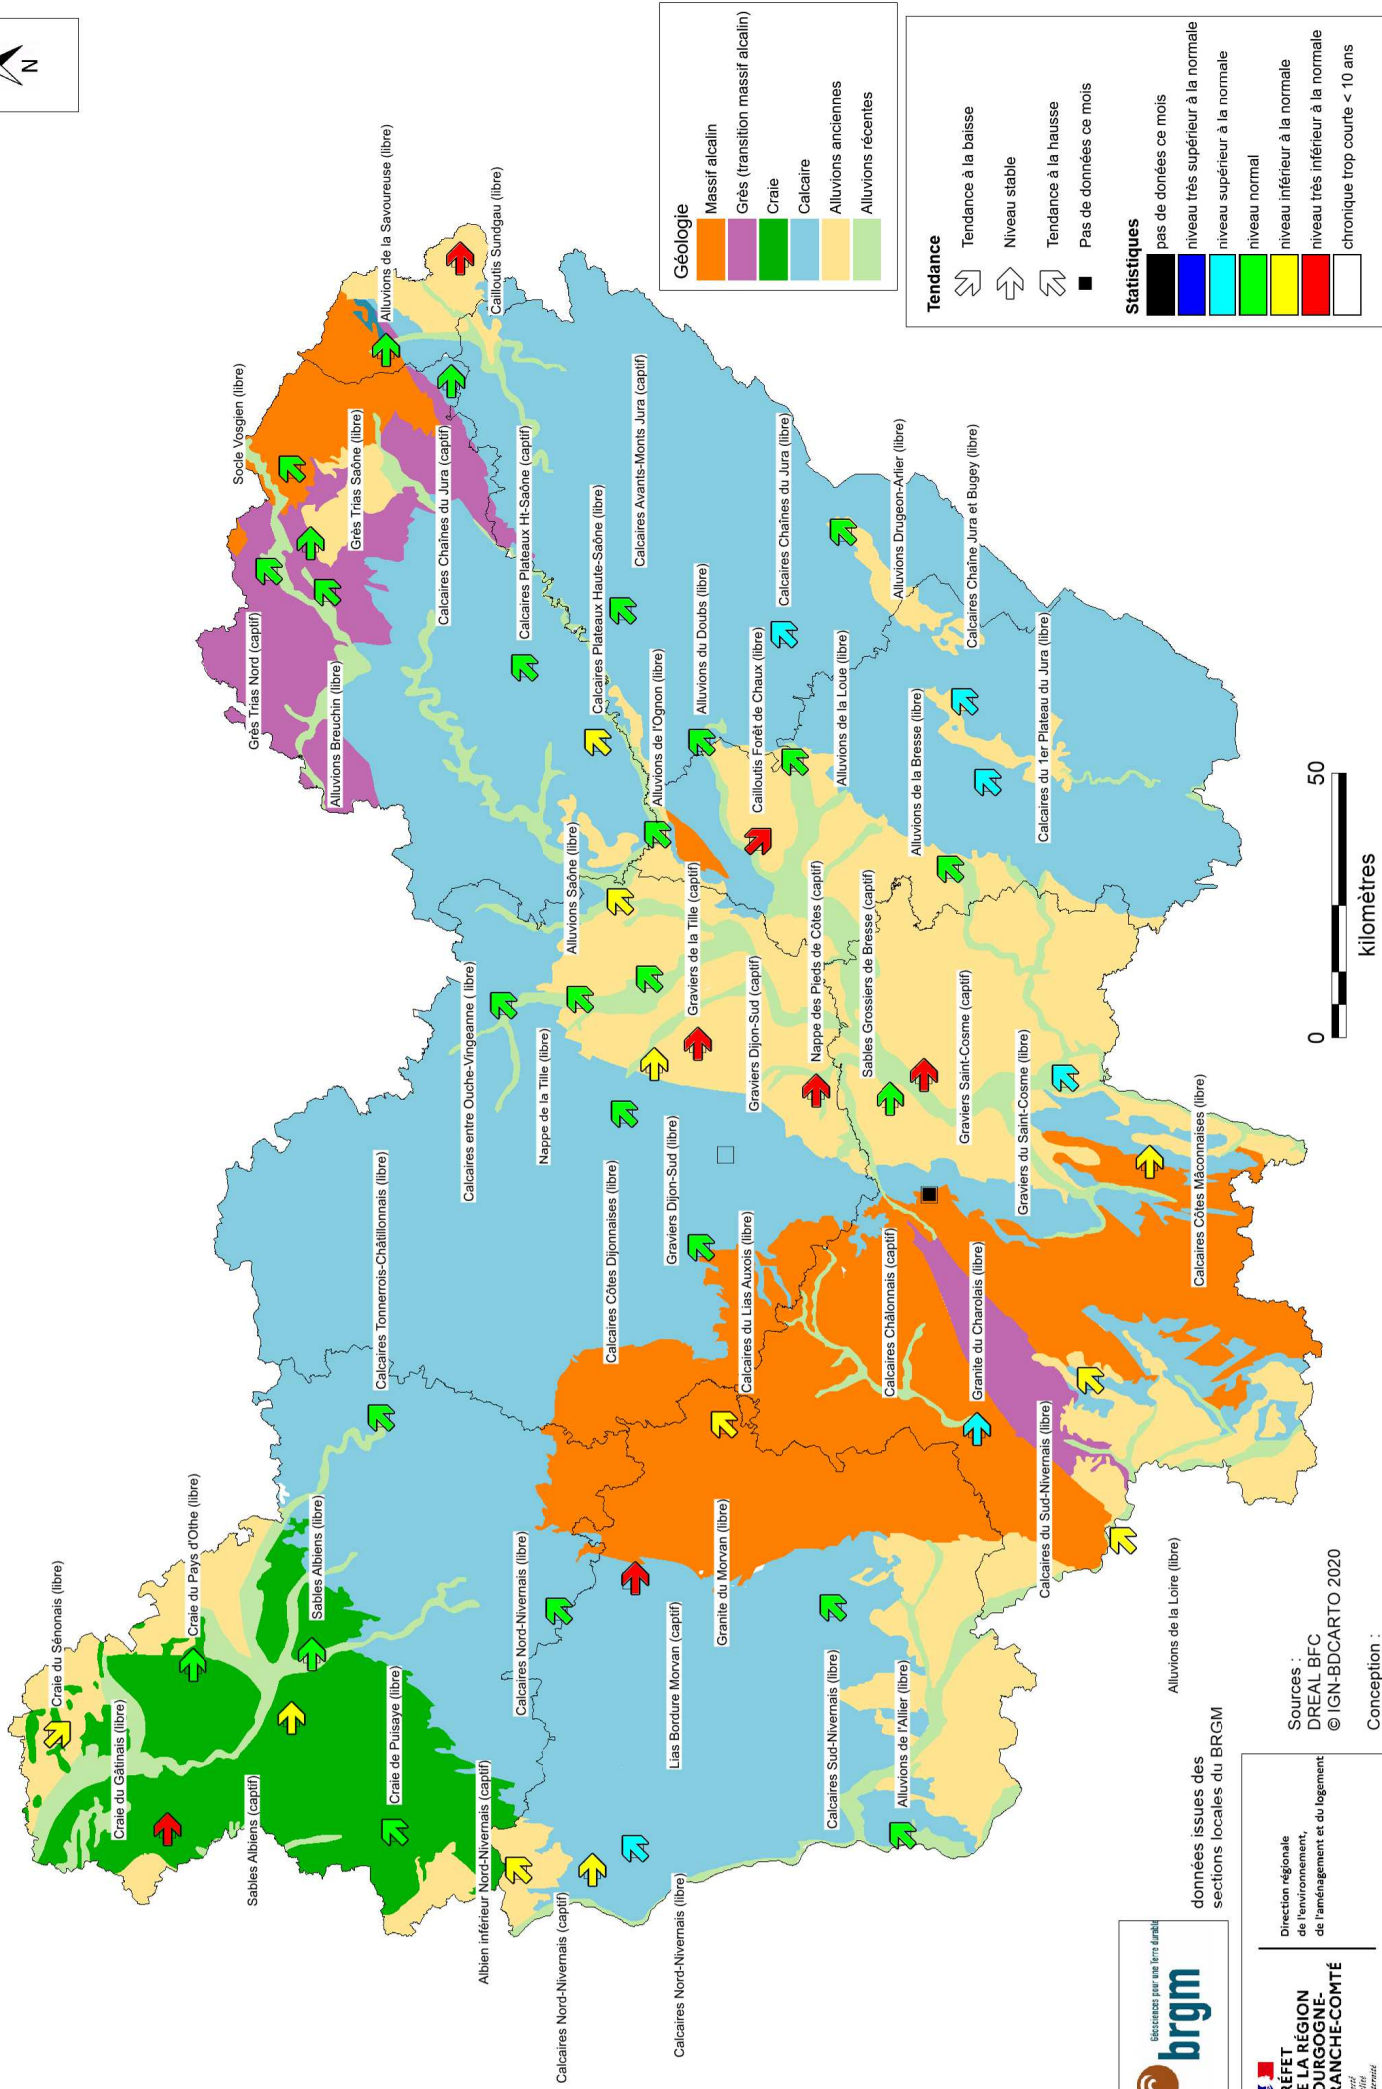 N
Géologie
Massif alcalin
Grès (transition massif alcalin)
Craie
Calcaire
Alluvions anciennes
Alluvions récentes
Tendance
Tendance à la baisse
Niveau stable
Tendance à la hausse
Pas de données ce mois
Statistiques
pas de donées ce mois
niveau très supérieur à la normale
niveau supérieur à la normale
niveau normal
niveau inférieur à la normale
niveau très inférieur à la normale
chronique trop courte < 10 ans
Craie du Sénonais (libre)
Craie du Gâtinais (libre)
Craie du Pays d'Othe (libre)
Sables Albiens (captif)
Sables Albiens (libre)
Craie de Puisaye (libre)
Calcaires Tonnerrois-Châtillonnais (libre)
Albien inférieur Nord-Nivernais (captif)
Calcaires Nord-Nivernais (libre)
Calcaires Nord-Nivernais (captif)
Calcaires Nord-Nivernais (libre)
Lias Bordure Morvan (captif)
Granite du Morvan (libre)
Calcaires Sud-Nivernais (libre)
Alluvions de l'Allier (libre)
Calcaires du Sud-Nivernais (libre)
Alluvions de la Loire (libre)
Calcaires entre Ouche-Vingeanne ( libre)
Nappe de la Tille (libre)
Calcaires Côtes Dijonnaises (libre)
Graviers Dijon-Sud (libre)
Calcaires du Lias Auxois (libre)
Calcaires Châlonnais (captif)
Granite du Charolais (libre)
Alluvions Saône (libre)
Graviers de la Tille (captif)
Graviers Dijon-Sud (captif)
Nappe des Pieds de Côtes (captif)
Sables Grossiers de Bresse (captif)
Graviers Saint-Cosme (captif)
Graviers du Saint-Cosme (libre)
Calcaires Côtes Mâconnaises (libre)
Socle Vosgien (libre)
Grès Trias Nord (captif)
Alluvions Breuchin (libre)
Grès Trias Saône (libre)
Alluvions de la Savoureuse (libre)
Cailloutis Sundgau (libre)
Calcaires Chaînes du Jura (captif)
Calcaires Plateaux Ht-Saône (captif)
Calcaires Plateaux Haute-Saône (libre)
Calcaires Avants-Monts Jura (captif)
Alluvions de l'Ognon (libre)
Alluvions du Doubs (libre)
Cailloutis Forêt de Chaux (libre)
Calcaires Chaînes du Jura (libre)
Alluvions de la Loue (libre)
Alluvions Drugeon-Arlier (libre)
Alluvions de la Bresse (libre)
Calcaires Chaîne Jura et Bugey (libre)
Calcaires du 1er Plateau du Jura (libre)
0
50
kilomètres
données issues des
sections locales du BRGM
Sources :
DREAL BFC
© IGN-BDCARTO 2020
Conception :
Géosciences pour une Terre durable
brgm
Direction régionale
de l'environnement,
de l'aménagement et du logement